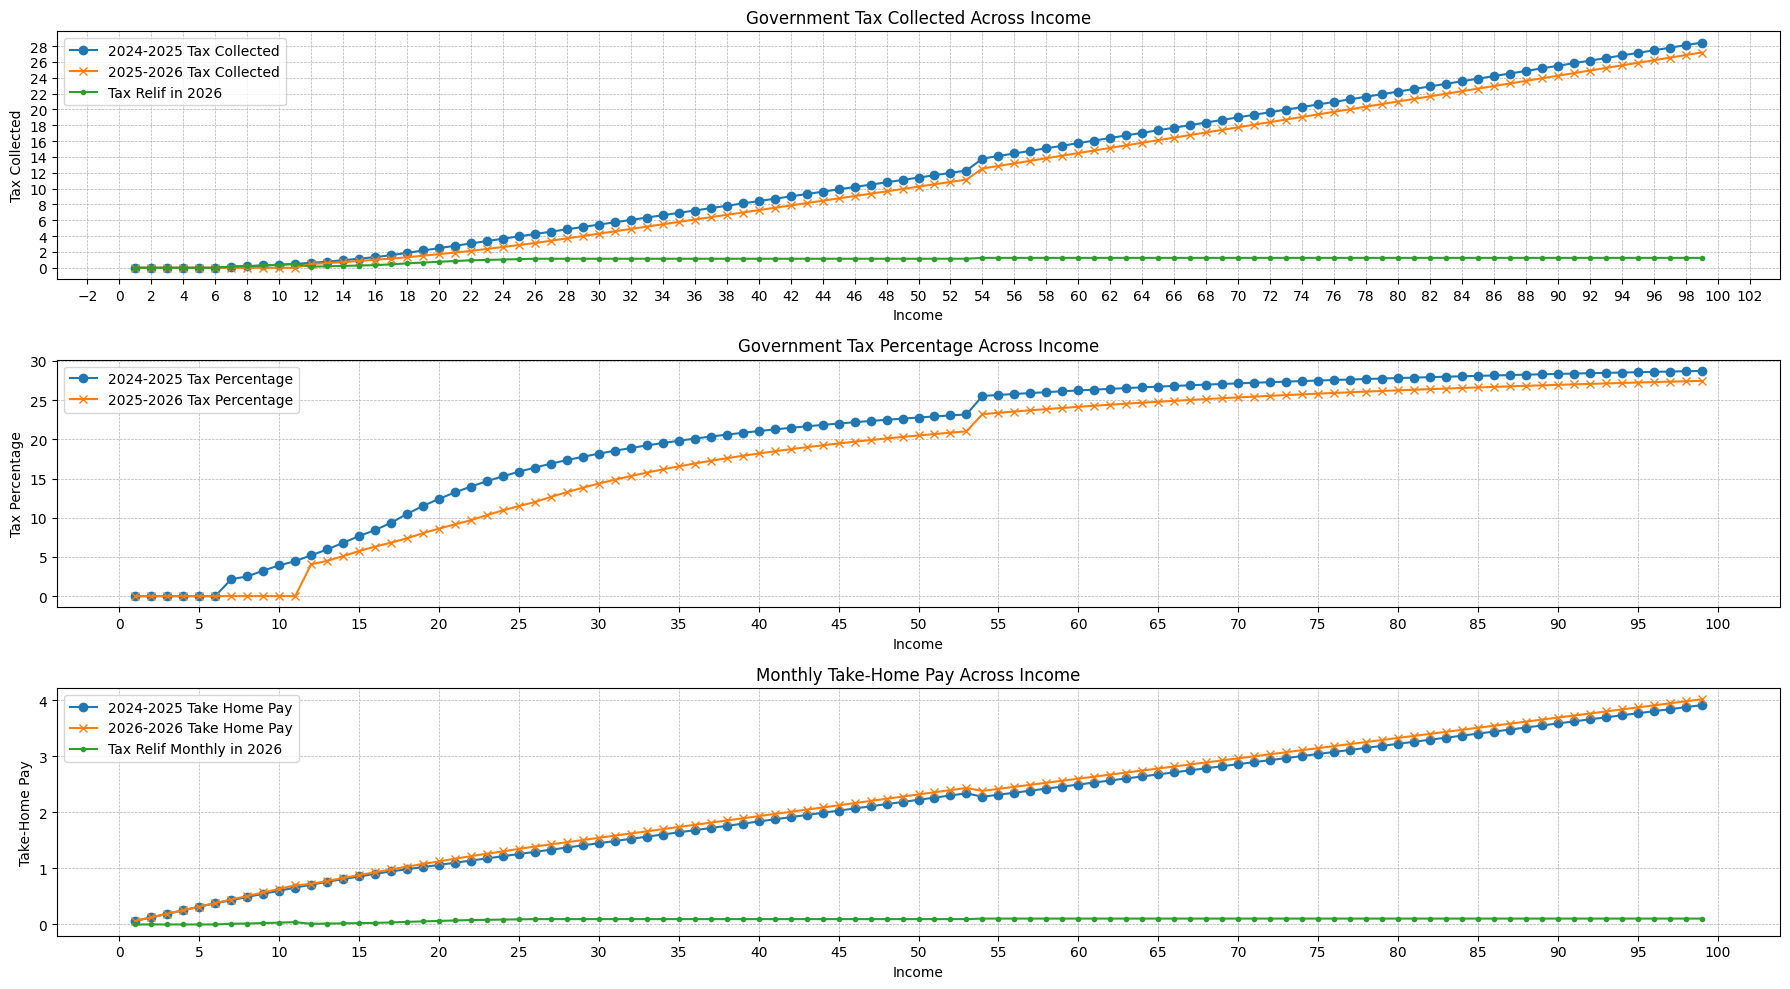 Government Tax Collected Across Income
2024-2025 Tax Collected
2025-2026 Tax Collected
Tax Relif in 2026
Tax Collected
28
26
24
22
20
18
16
14
12
10
8
6
4
2
0
−2 0 2 4 6 8 10 12 14 16 18 20 22 24 26 28 30 32 34 36 38 40 42 44 46 48 50 52 54 56 58 60 62 64 66 68 70 72 74 76 78 80 82 84 86 88 90 92 94 96 98 100 102
Income
Government Tax Percentage Across Income
2024-2025 Tax Percentage
2025-2026 Tax Percentage
Tax Percentage
30
25
20
15
10
5
0
0 5 10 15 20 25 30 35 40 45 50 55 60 65 70 75 80 85 90 95 100
Income
Monthly Take-Home Pay Across Income
2024-2025 Take Home Pay
2026-2026 Take Home Pay
Tax Relif Monthly in 2026
Take-Home Pay
4
3
2
1
0
0 5 10 15 20 25 30 35 40 45 50 55 60 65 70 75 80 85 90 95 100
Income